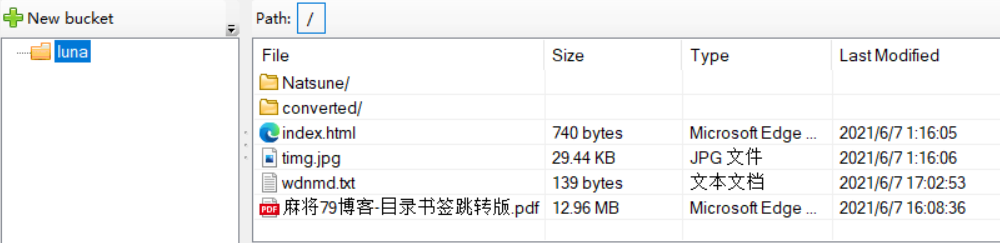 New bucket Path: /
luna
File Size Type Last Modified
Natsune/
converted/
index.html 740 bytes Microsoft Edge ... 2021/6/7 1:16:05
timg.jpg 29.44 KB JPG 文件 2021/6/7 1:16:06
wdnmd.txt 139 bytes 文本文档 2021/6/7 17:02:53
PDF 麻将79博客-目录书签跳转版.pdf 12.96 MB Microsoft Edge ... 2021/6/7 16:08:36